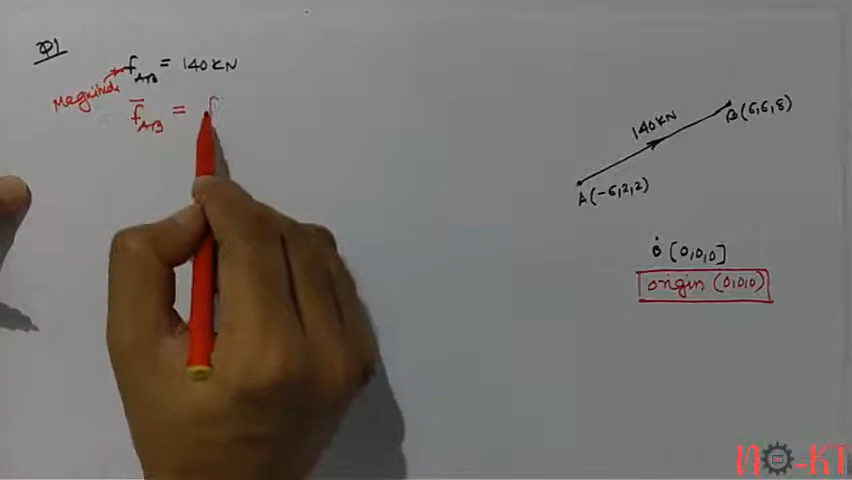 Q1
f_AB = 140 KN
Magnitude
f̅_AB = f
140 KN
B (6,6,8)
A (-6,2,2)
o [0,0,0]
origin (0,0,0)
NO-KT